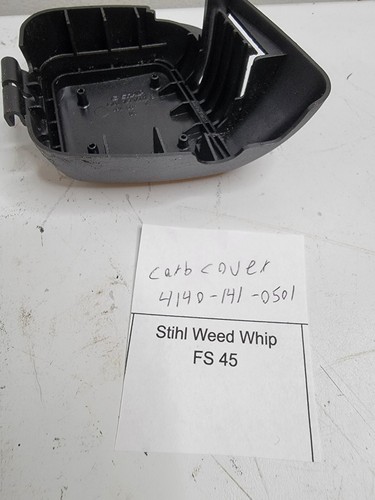 carb cover
4140-141-0501
Stihl Weed Whip
FS 45